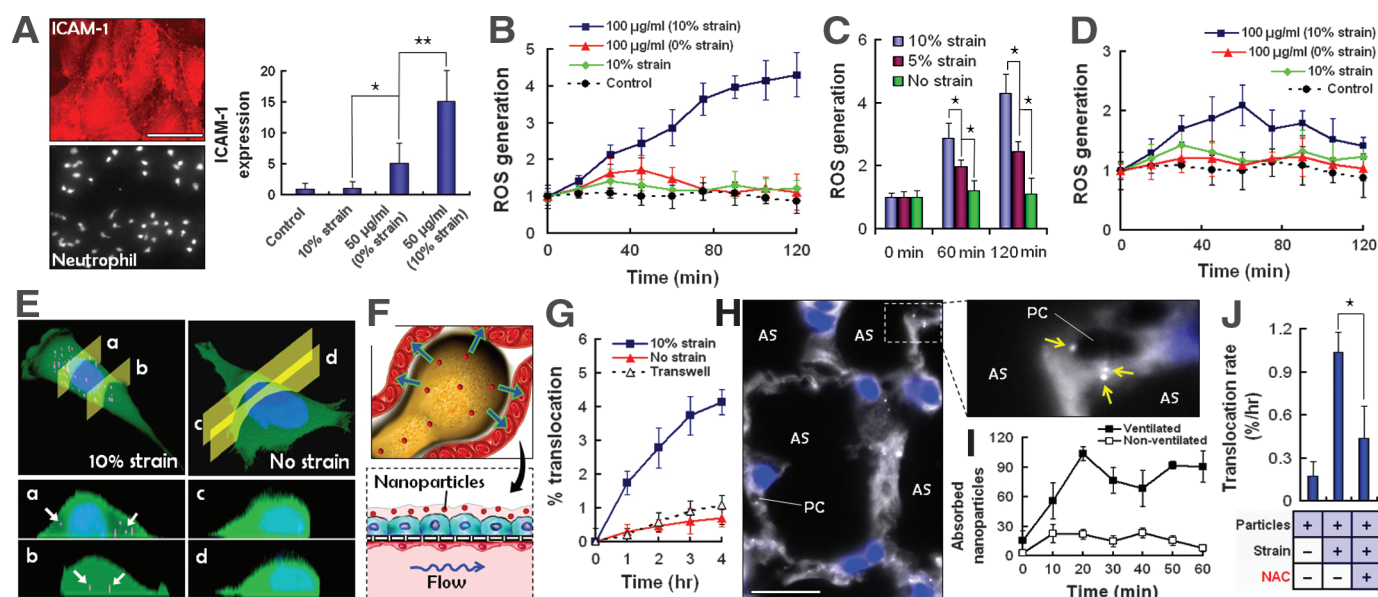 A
ICAM-1
Neutrophil
ICAM-1
expression
20
15
10
5
0
*
**
Control
10% strain
50 µg/ml
(0% strain)
50 µg/ml
(10% strain)
B
100 µg/ml (10% strain)
100 µg/ml (0% strain)
10% strain
Control
ROS generation
5
4
3
2
1
0
0 40 80 120
Time (min)
C
10% strain
5% strain
No strain
ROS generation
6
4
2
0
*
*
*
*
0 min 60 min 120 min
D
100 µg/ml (10% strain)
100 µg/ml (0% strain)
10% strain
Control
ROS generation
3
2
1
0
0 40 80 120
Time (min)
E
a
b
10% strain
d
c
No strain
a
c
b
d
F
Nanoparticles
Flow
G
10% strain
No strain
Transwell
% translocation
5
4
3
2
1
0
0 1 2 3 4
Time (hr)
H
AS
AS
AS
AS
PC
AS
PC
AS
AS
I
Ventilated
Non-ventilated
Absorbed
nanoparticles
120
90
60
30
0
0 10 20 30 40 50 60
Time (min)
J
Translocation rate
(%/hr)
1.2
0.9
0.6
0.3
0
*
Particles + + +
Strain – + +
NAC – – +